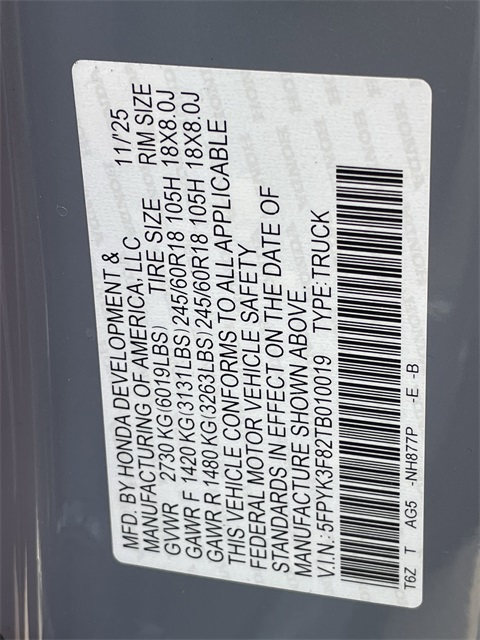 MFD. BY HONDA DEVELOPMENT & 11/'25
MANUFACTURING OF AMERICA, LLC
TIRE SIZE RIM SIZE
GVWR 2730 KG(6019LBS)
GAWR F 1420 KG(3131LBS)245/60R18 105H 18X8.0J
GAWR R 1480 KG(3263LBS)245/60R18 105H 18X8.0J
THIS VEHICLE CONFORMS TO ALL APPLICABLE
FEDERAL MOTOR VEHICLE SAFETY
STANDARDS IN EFFECT ON THE DATE OF
MANUFACTURE SHOWN ABOVE.
V.I.N.:5FPYK3F82TB010019 TYPE:TRUCK
T6Z T AG5 -NH877P -E -B